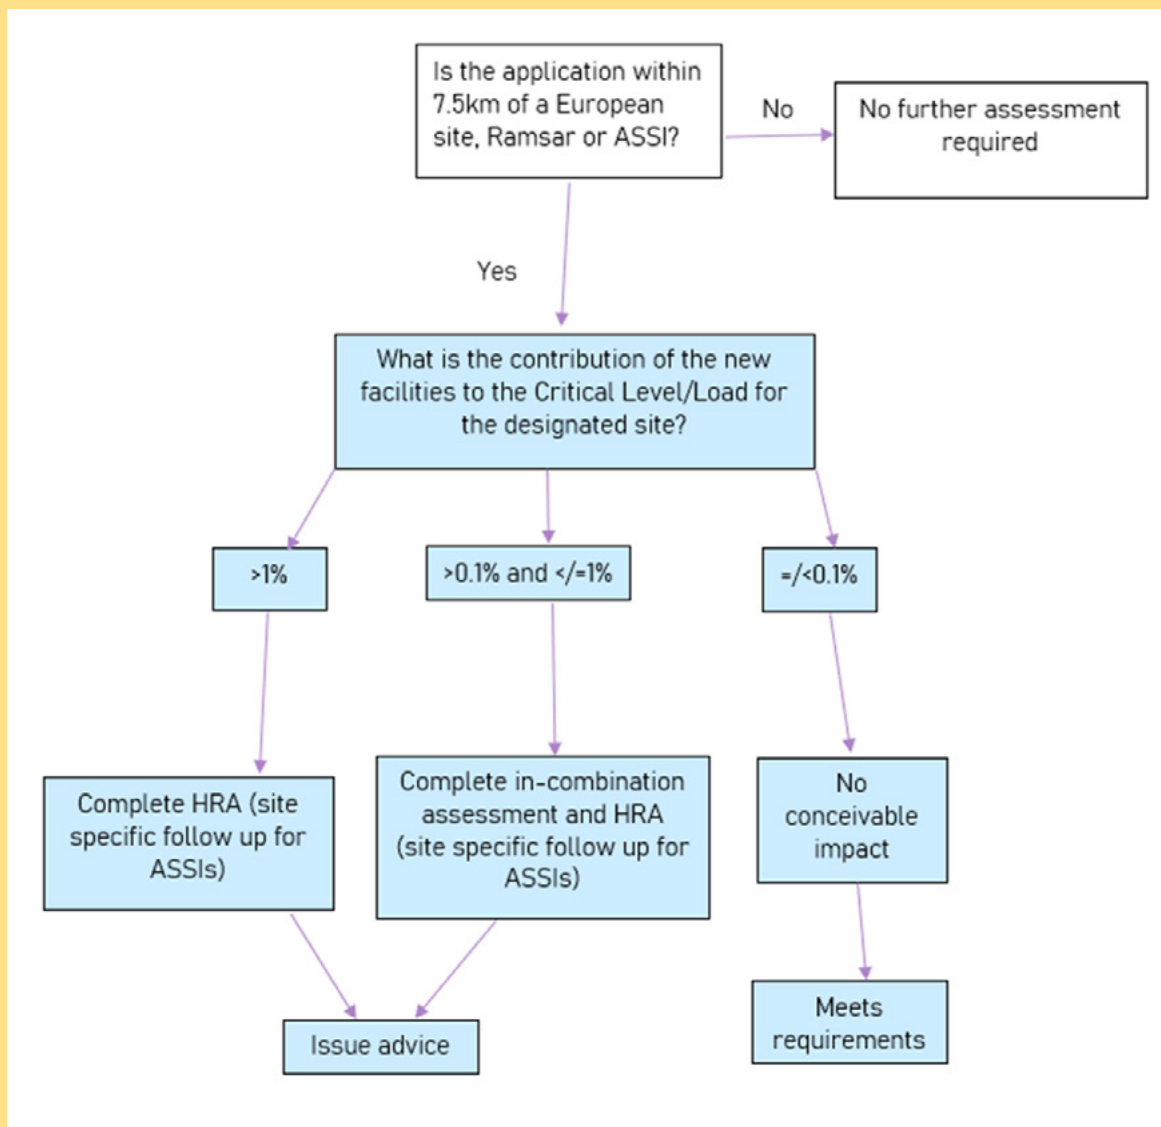 Is the application within
7.5km of a European
site, Ramsar or ASSI?
No
No further assessment
required
Yes
What is the contribution of the new
facilities to the Critical Level/Load for
the designated site?
>1%
>0.1% and </=1%
=/<0.1%
Complete HRA (site
specific follow up for
ASSIs)
Complete in-combination
assessment and HRA
(site specific follow up for
ASSIs)
No
conceivable
impact
Issue advice
Meets
requirements